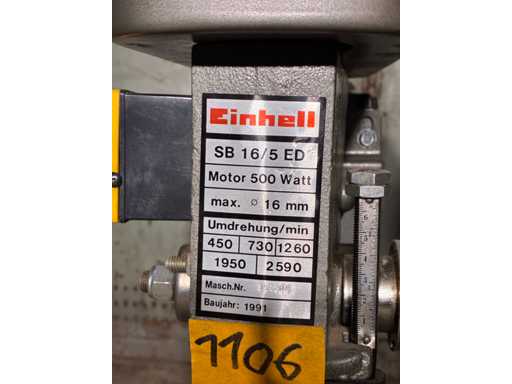 Einhell
SB 16/5 ED
Motor 500 Watt
max. ⌀ 16 mm
Umdrehung/min
450 730 1260
1950 2590
Masch.Nr.
Baujahr: 1991
1106